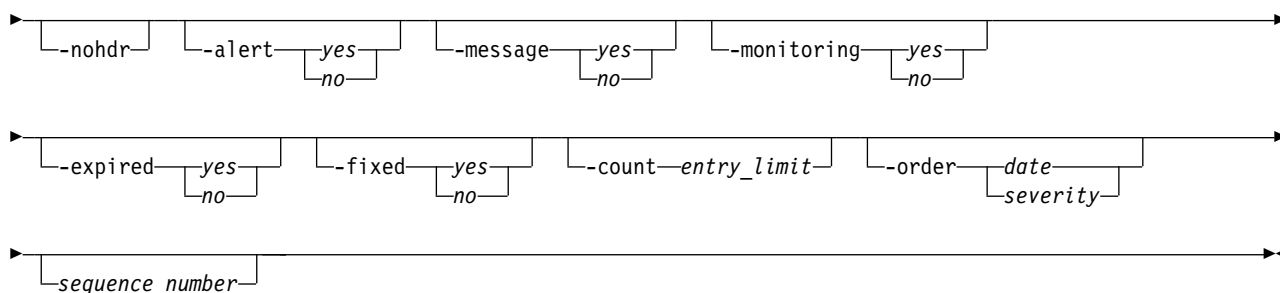 -nohdr -alert yes -message yes -monitoring yes
no no no
-expired yes -fixed yes -count entry_limit -order date
no no severity
sequence number